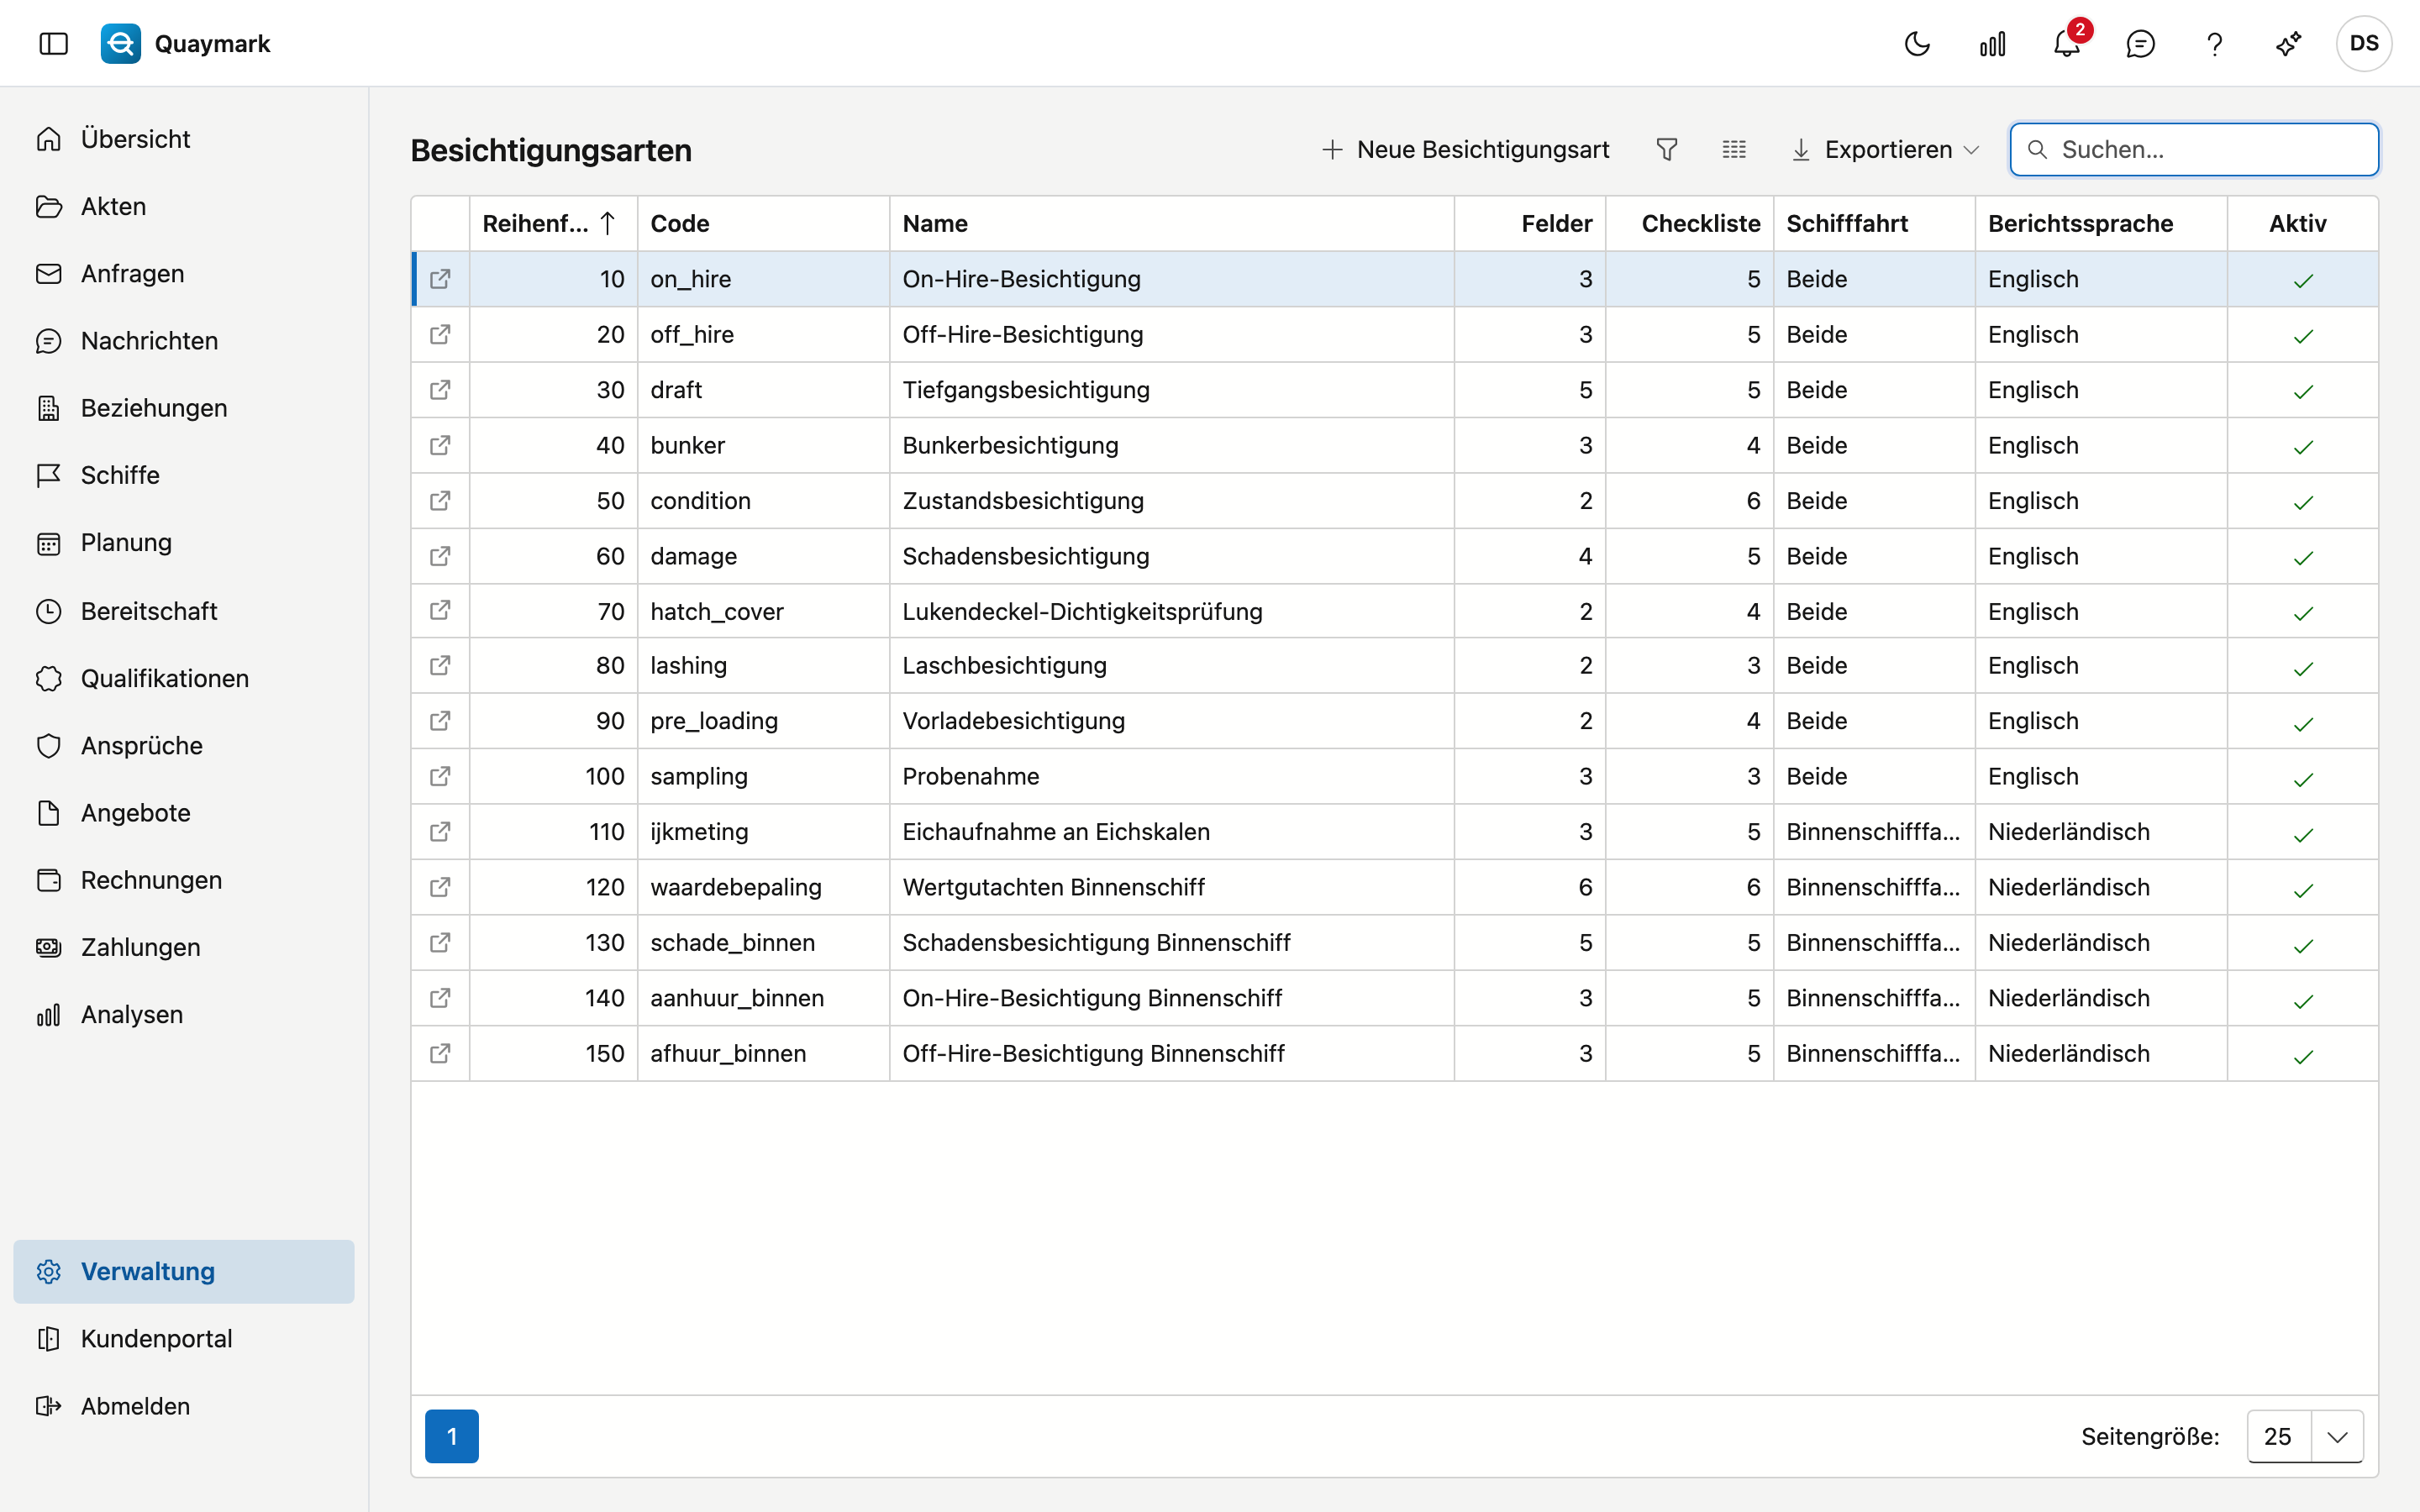 Quaymark
2
DS
Übersicht
Akten
Anfragen
Nachrichten
Beziehungen
Schiffe
Planung
Bereitschaft
Qualifikationen
Ansprüche
Angebote
Rechnungen
Zahlungen
Analysen
Verwaltung
Kundenportal
Abmelden
Besichtigungsarten
Neue Besichtigungsart
Exportieren
Suchen...
Reihenf... Code Name Felder Checkliste Schifffahrt Berichtssprache Aktiv
10 on_hire On-Hire-Besichtigung 3 5 Beide Englisch
20 off_hire Off-Hire-Besichtigung 3 5 Beide Englisch
30 draft Tiefgangsbesichtigung 5 5 Beide Englisch
40 bunker Bunkerbesichtigung 3 4 Beide Englisch
50 condition Zustandsbesichtigung 2 6 Beide Englisch
60 damage Schadensbesichtigung 4 5 Beide Englisch
70 hatch_cover Lukendeckel-Dichtigkeitsprüfung 2 4 Beide Englisch
80 lashing Laschbesichtigung 2 3 Beide Englisch
90 pre_loading Vorladebesichtigung 2 4 Beide Englisch
100 sampling Probenahme 3 3 Beide Englisch
110 ijkmeting Eichaufnahme an Eichskalen 3 5 Binnenschifffa... Niederländisch
120 waardebepaling Wertgutachten Binnenschiff 6 6 Binnenschifffa... Niederländisch
130 schade_binnen Schadensbesichtigung Binnenschiff 5 5 Binnenschifffa... Niederländisch
140 aanhuur_binnen On-Hire-Besichtigung Binnenschiff 3 5 Binnenschifffa... Niederländisch
150 afhuur_binnen Off-Hire-Besichtigung Binnenschiff 3 5 Binnenschifffa... Niederländisch
1
Seitengröße: 25